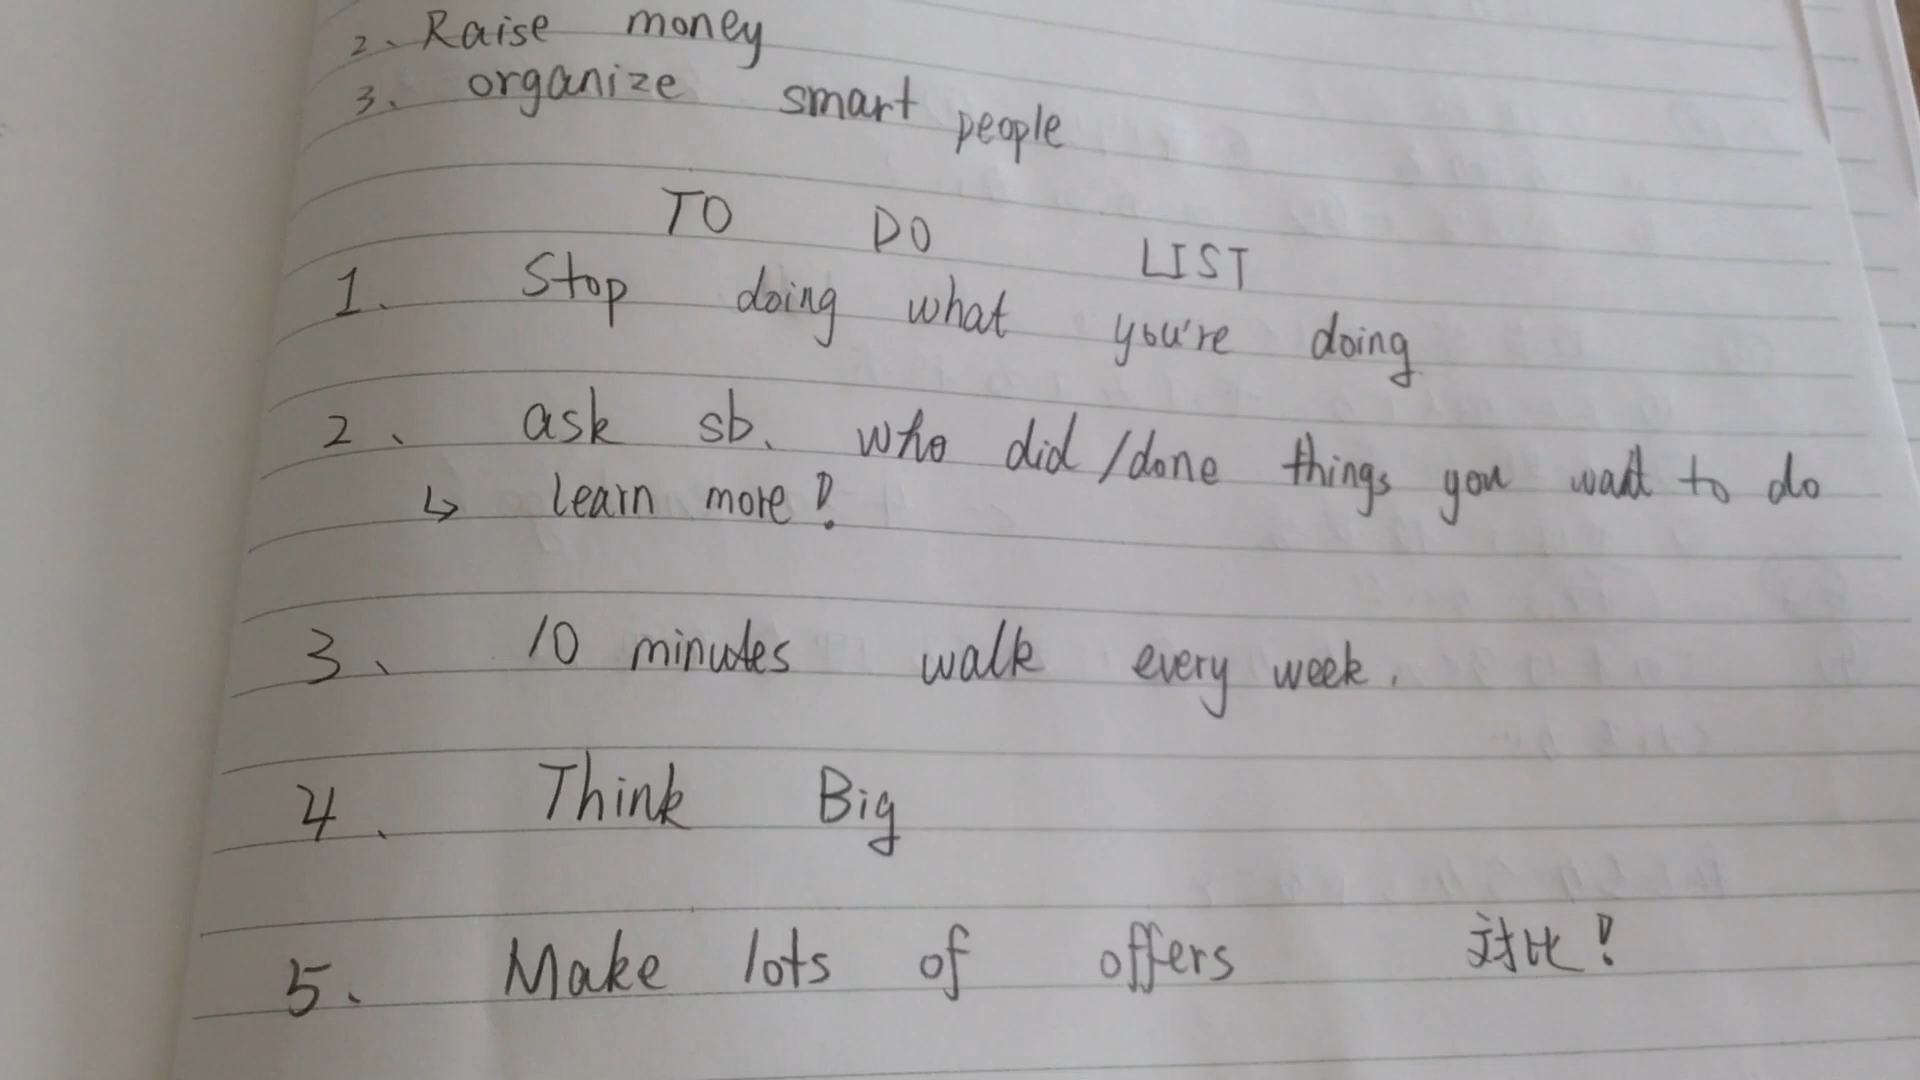 2、Raise money
3、organize smart people
TO DO LIST
1. Stop doing what you're doing
2、ask sb. who did/done things you want to do
↳ learn more!
3、10 minutes walk every week.
4、Think Big
5、Make lots of offers 対比!